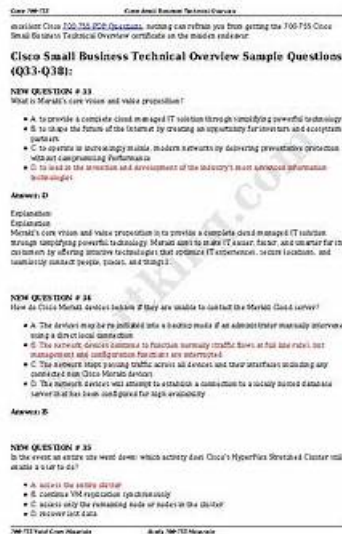 Cisco 700-755
Cisco Small Business Technical Overview
excellent Cisco 700-755 PDF Questions, nothing can refrain you from getting the 700-755 Cisco
Small Business Technical Overview certificate on the maiden endeavor.
Cisco Small Business Technical Overview Sample Questions
(Q33-Q38):
NEW QUESTION # 33
What is Meraki's core vision and value proposition?
A. to provide a complete cloud managed IT solution through simplifying powerful technology
B. to shape the future of the Internet by creating an opportunity for investors and ecosystem
partners
C. to operate in increasingly mobile, modern networks by delivering preventative protection
without compromising Performance
D. to lead in the invention and development of the industry's most advanced information
technologies
Answer: D
Explanation:
Explanation
Meraki's core vision and value proposition is to provide a complete cloud managed IT solution
through simplifying powerful technology. Meraki aims to make IT easier, faster, and smarter for its
customers by offering intuitive technologies that optimize IT experiences, secure locations, and
seamlessly connect people, places, and things1.
NEW QUESTION # 34
How do Cisco Meraki devices behave if they are unable to contact the Meraki Cloud server?
A. The devices may be rebooted into a backup mode if an administrator manually intervenes
using a direct local connection
B. The network devices continue to function normally (traffic flows at full line rate), but
management and configuration functions are interrupted
C. The network stops passing traffic across all devices and their interfaces including any
connected non Cisco Meraki devices
D. The network devices will attempt to establish a connection to a locally hosted database
server that has been configured for high availability
Answer: B
NEW QUESTION # 35
In the event an entire site went down, which activity does Cisco's HyperFlex Stretched Cluster still
enable a user to do?
A. access the entire cluster
B. continue VM replication synchronously
C. access only the remaining node or nodes in the cluster
D. recover lost data